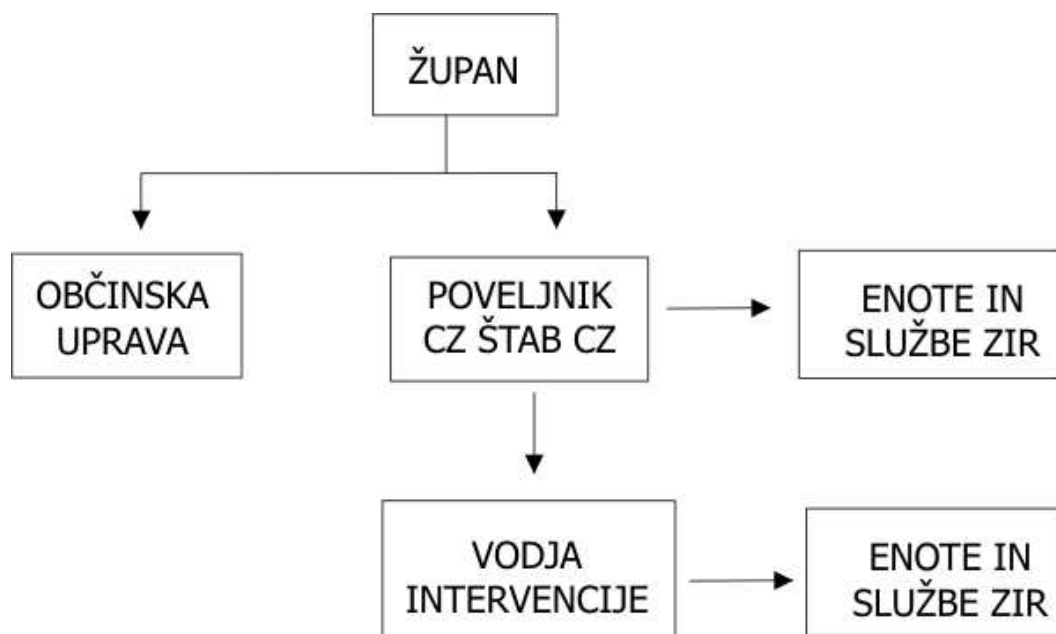 ŽUPAN
OBČINSKA
UPRAVA
POVELJNIK
CZ ŠTAB CZ
ENOTE IN
SLUŽBE ZIR
VODJA
INTERVENCIJE
ENOTE IN
SLUŽBE ZIR